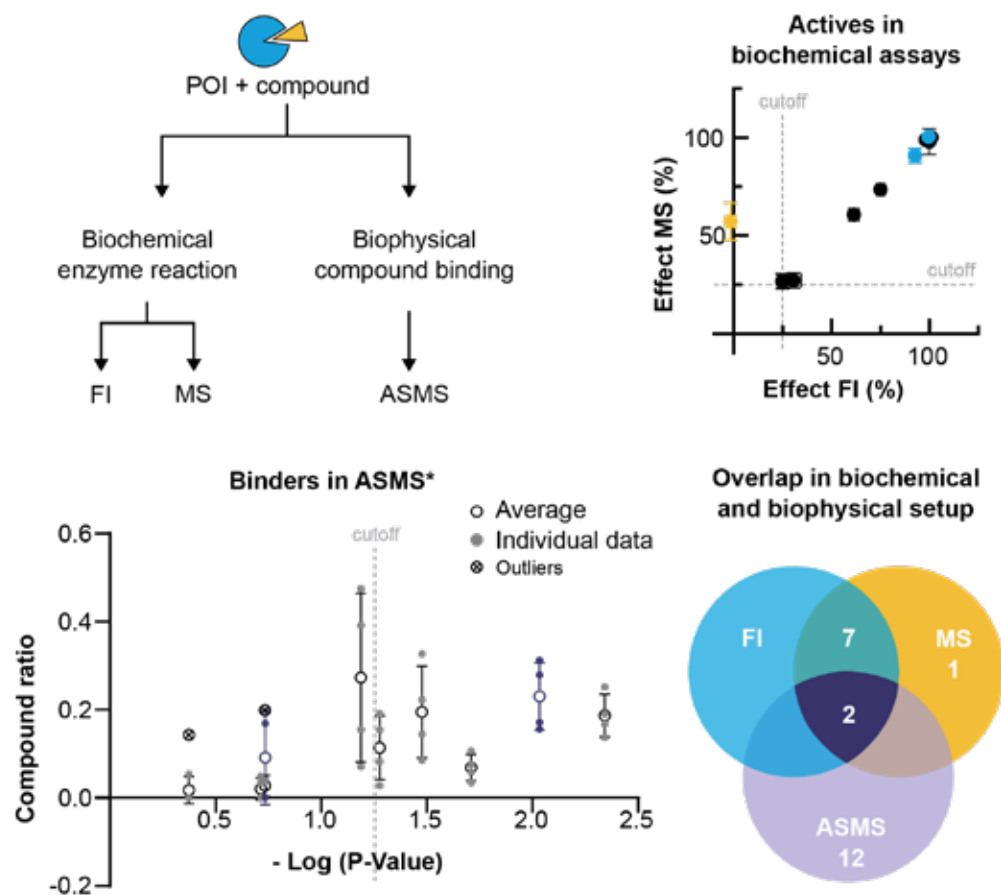 POI + compound
Biochemical
enzyme reaction
Biophysical
compound binding
FI
MS
ASMS
Actives in
biochemical assays
cutoff
100
50
Effect MS (%)
cutoff
50
100
Effect FI (%)
Binders in ASMS*
Average
Individual data
Outliers
cutoff
0.6
0.4
0.2
0.0
-0.2
Compound ratio
0.5
1.0
1.5
2.0
2.5
- Log (P-Value)
Overlap in biochemical
and biophysical setup
FI
7
MS
1
2
ASMS
12